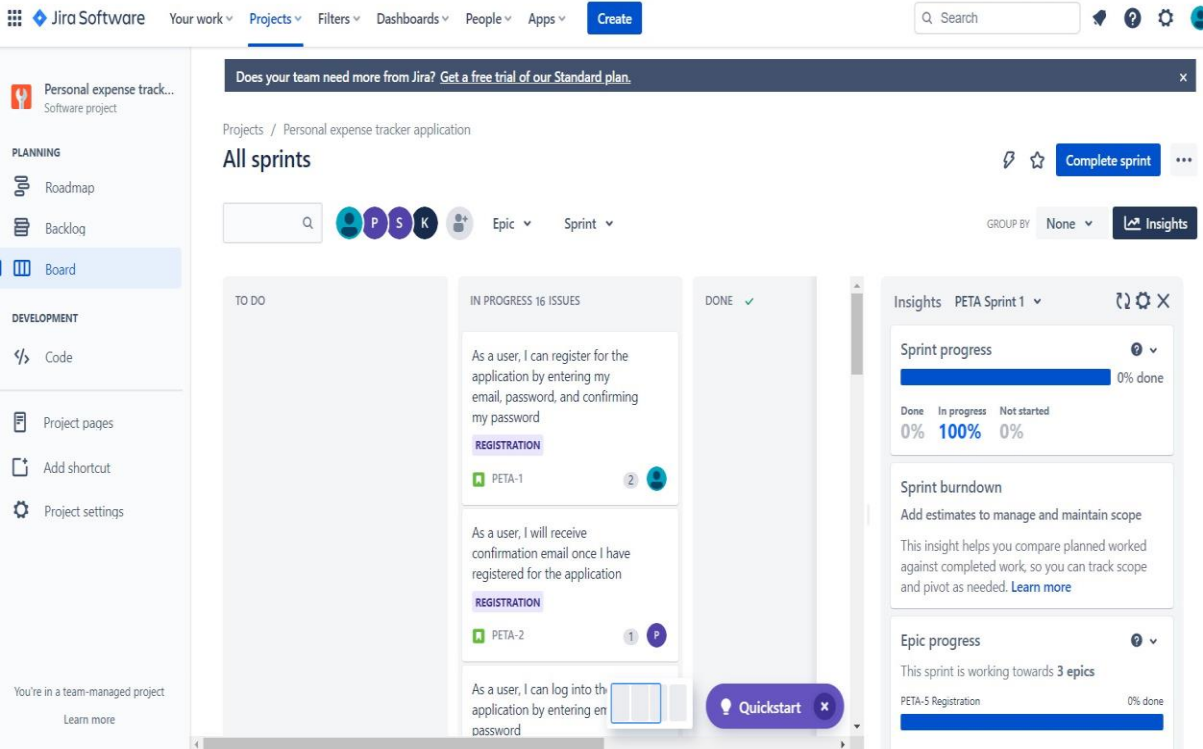 Jira Software
Your work
Projects
Filters
Dashboards
People
Apps
Create
Search
Personal expense track...
Software project
PLANNING
Roadmap
Backlog
Board
DEVELOPMENT
Code
Project pages
Add shortcut
Project settings
You're in a team-managed project
Learn more
Does your team need more from Jira? Get a free trial of our Standard plan. x
Projects / Personal expense tracker application
All sprints
Complete sprint
P S K
Epic
Sprint
GROUP BY None
Insights
TO DO
IN PROGRESS 16 ISSUES
As a user, I can register for the
application by entering my
email, password, and confirming
my password
REGISTRATION
PETA-1 2
As a user, I will receive
confirmation email once I have
registered for the application
REGISTRATION
PETA-2 1 P
As a user, I can log into th
application by entering em
password
DONE
Quickstart x
Insights PETA Sprint 1
Sprint progress
0% done
Done In progress Not started
0% 100% 0%
Sprint burndown
Add estimates to manage and maintain scope
This insight helps you compare planned worked
against completed work, so you can track scope
and pivot as needed. Learn more
Epic progress
This sprint is working towards 3 epics
PETA-5 Registration 0% done